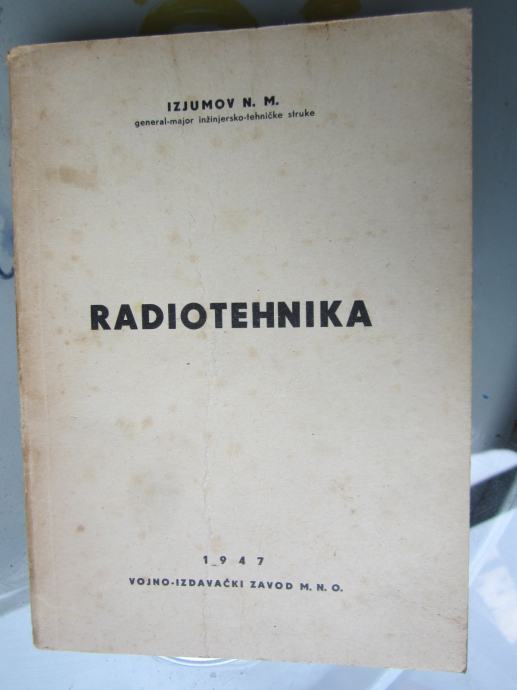 IZJUMOV N. M.
general-major inžinjersko-tehničke struke
RADIOTEHNIKA
1947
VOJNO-IZDAVAČKI ZAVOD M. N. O.